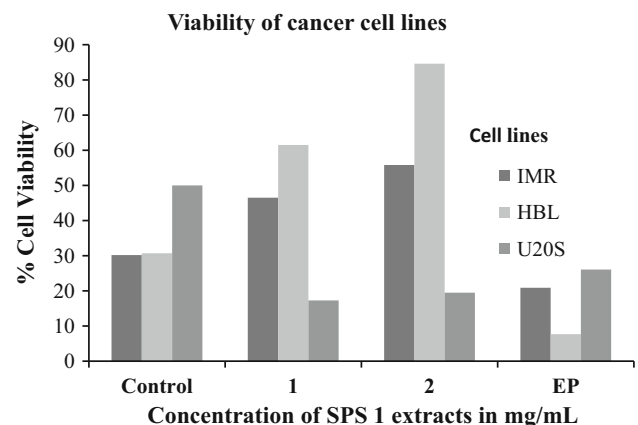 Viability of cancer cell lines
90
80
70
60
50
40
30
20
10
0
% Cell Viability
Cell lines
IMR
HBL
U20S
Control 1 2 EP
Concentration of SPS 1 extracts in mg/mL